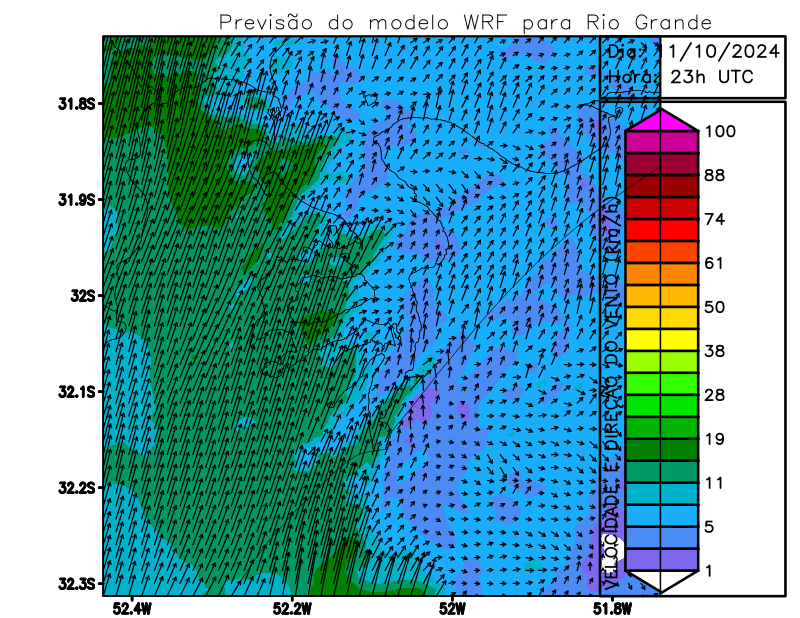 Previsão do modelo WRF para Rio Grande
Dia: 1/10/2024
Hora: 23h UTC
31.8S
31.9S
32S
32.1S
32.2S
32.3S
52.4W
52.2W
52W
51.8W
VELOCIDADE E DIREÇÃO DO VENTO (km/h)
100
88
74
61
50
38
28
19
11
5
1